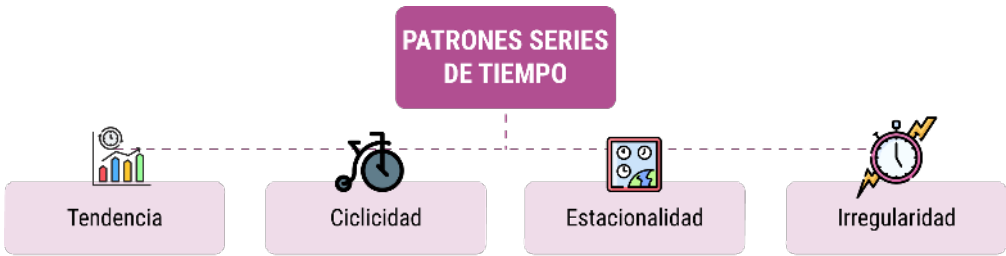 PATRONES SERIES
DE TIEMPO
Tendencia
Ciclicidad
Estacionalidad
Irregularidad